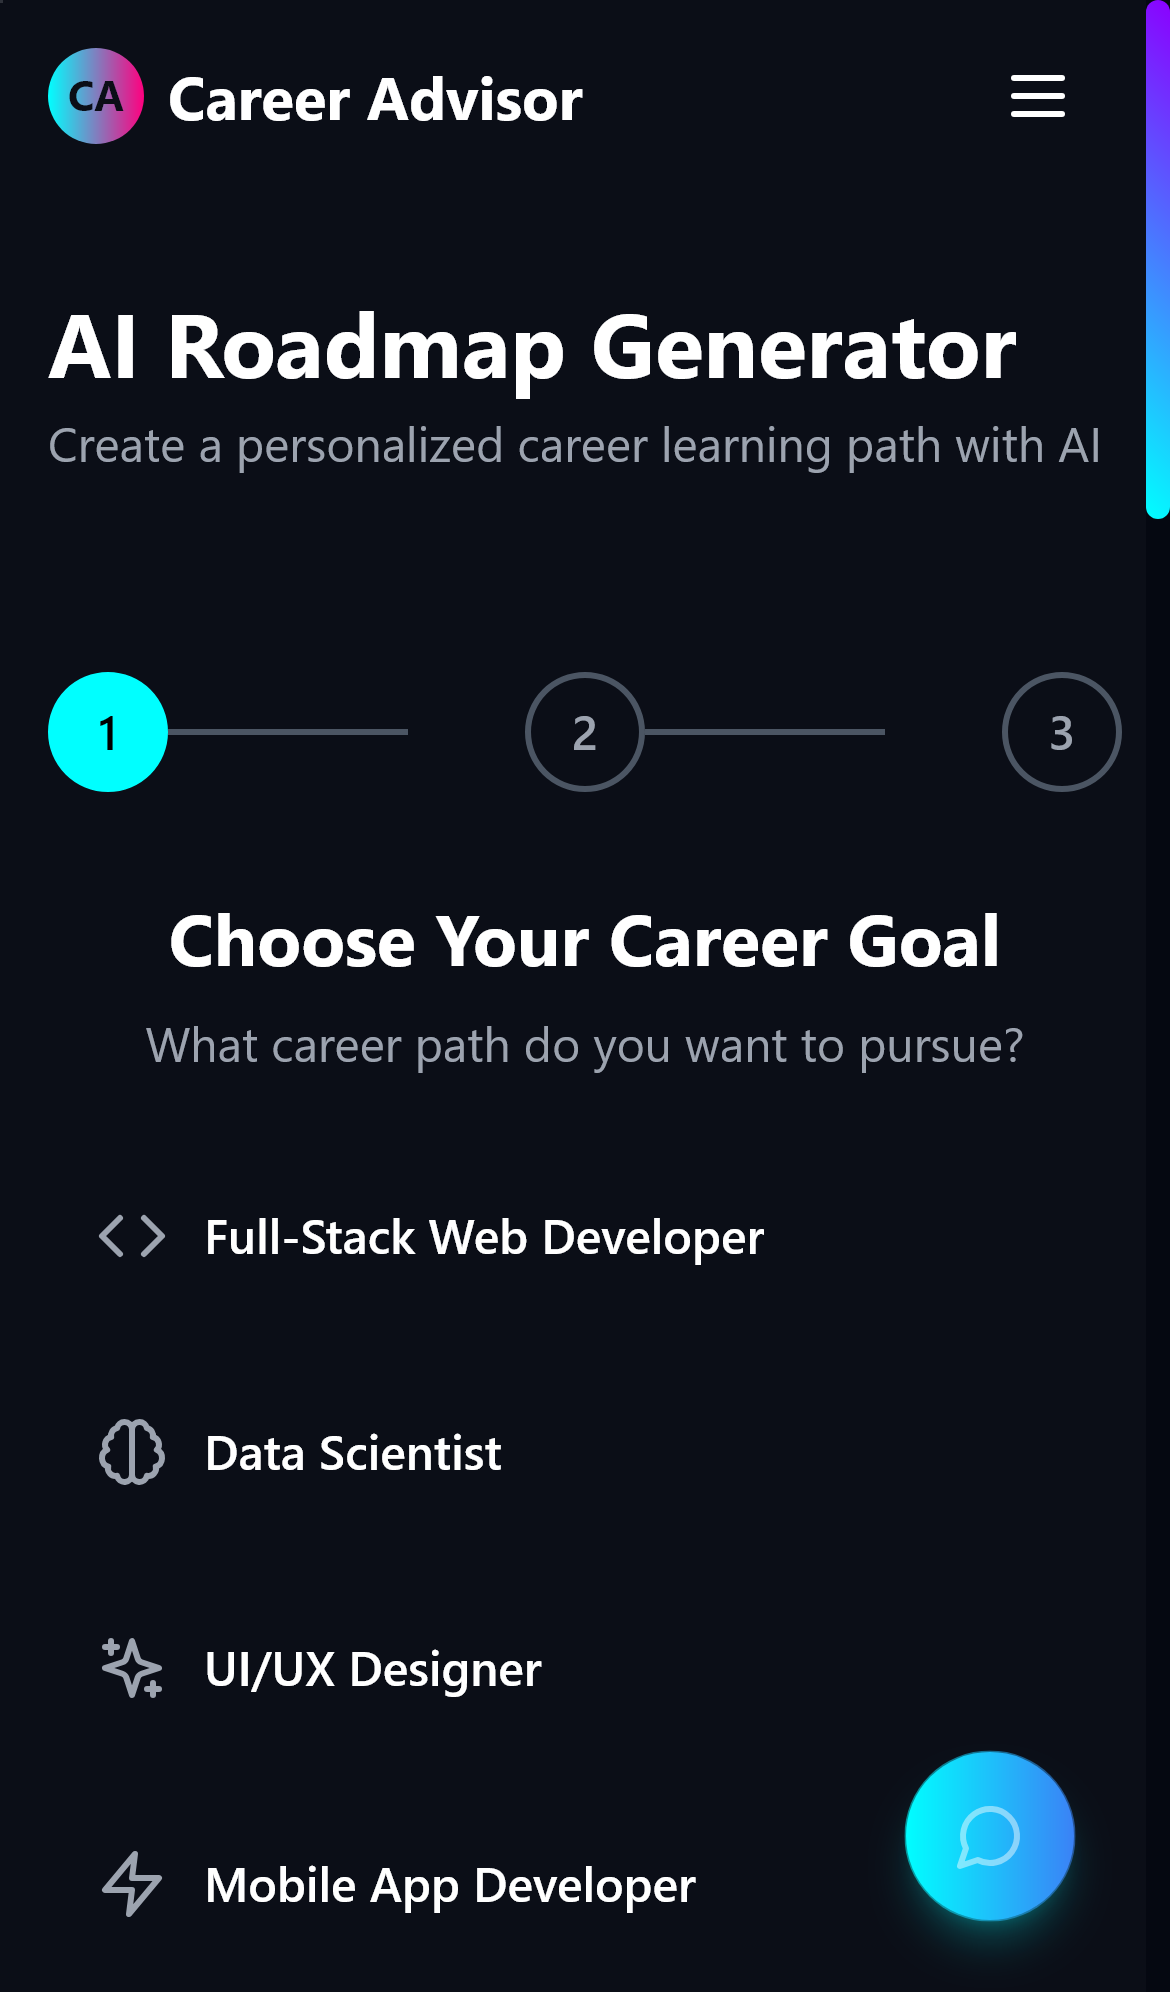 CA Career Advisor
AI Roadmap Generator
Create a personalized career learning path with AI
1 2 3
Choose Your Career Goal
What career path do you want to pursue?
Full-Stack Web Developer
Data Scientist
UI/UX Designer
Mobile App Developer